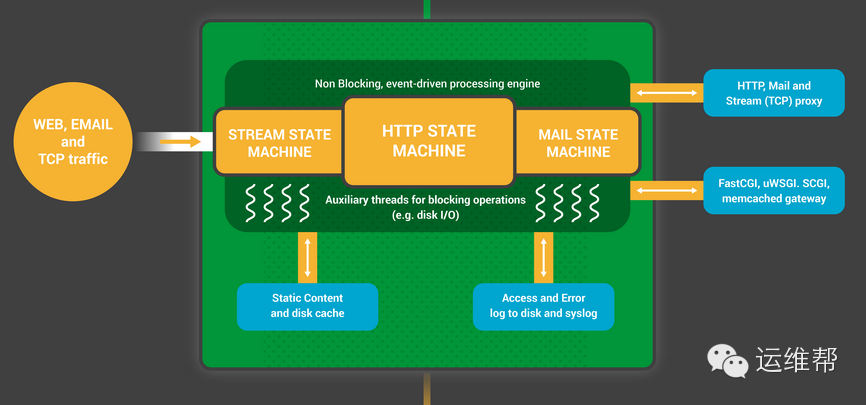 Non Blocking, event-driven processing engine
HTTP, Mail and
Stream (TCP) proxy
WEB, EMAIL
and
TCP traffic
STREAM STATE
MACHINE
HTTP STATE
MACHINE
MAIL STATE
MACHINE
FastCGI, uWSGI. SCGI,
memcached gateway
Auxiliary threads for blocking operations
(e.g. disk I/O)
Static Content
and disk cache
Access and Error
log to disk and syslog
运维帮